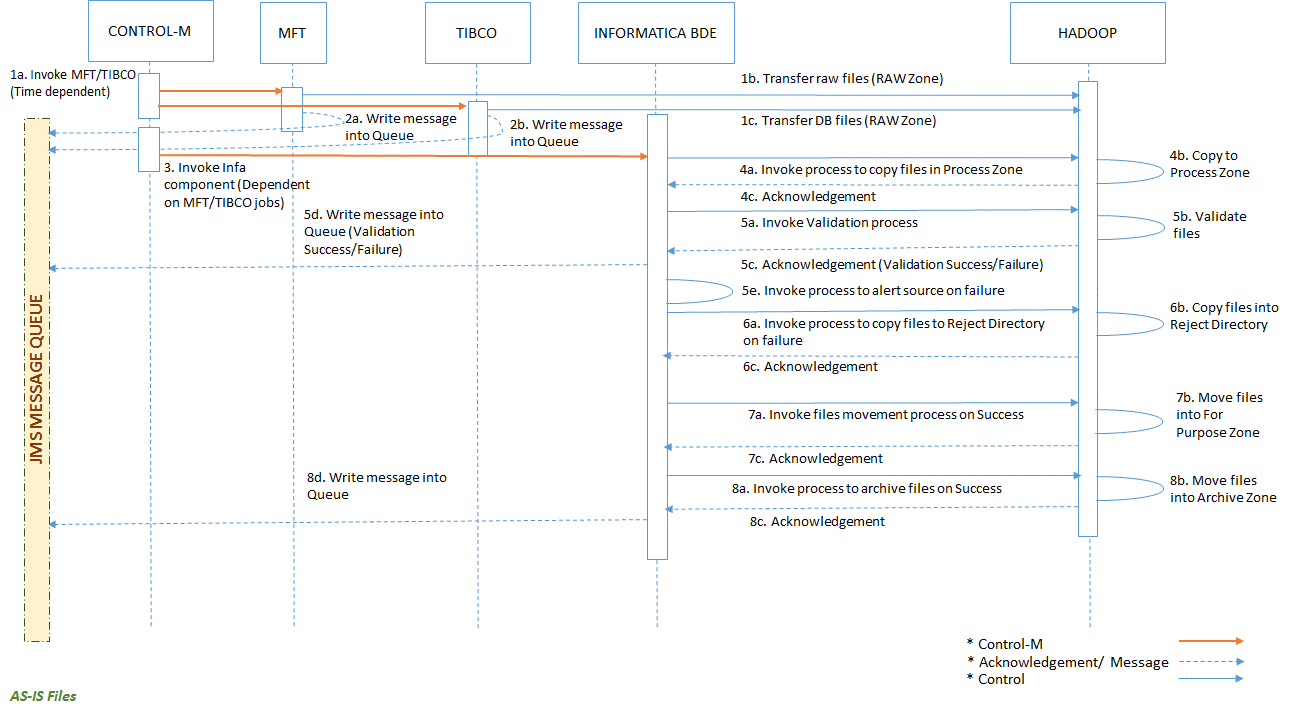 CONTROL-M
MFT
TIBCO
INFORMATICA BDE
HADOOP
1a. Invoke MFT/TIBCO
(Time dependent)
1b. Transfer raw files (RAW Zone)
2a. Write message
into Queue
2b. Write message
into Queue
1c. Transfer DB files (RAW Zone)
3. Invoke Infa
component (Dependent
on MFT/TIBCO jobs)
4a. Invoke process to copy files in Process Zone
4b. Copy to
Process Zone
4c. Acknowledgement
5d. Write message into
Queue (Validation
Success/Failure)
5a. Invoke Validation process
5b. Validate
files
5c. Acknowledgement (Validation Success/Failure)
5e. Invoke process to alert source on failure
6a. Invoke process to copy files to Reject Directory
on failure
6b. Copy files into
Reject Directory
6c. Acknowledgement
JMS MESSAGE QUEUE
7a. Invoke files movement process on Success
7b. Move files
into For
Purpose Zone
7c. Acknowledgement
8d. Write message into
Queue
8a. Invoke process to archive files on Success
8b. Move files
into Archive Zone
8c. Acknowledgement
* Control-M
* Acknowledgement/ Message
* Control
AS-IS Files